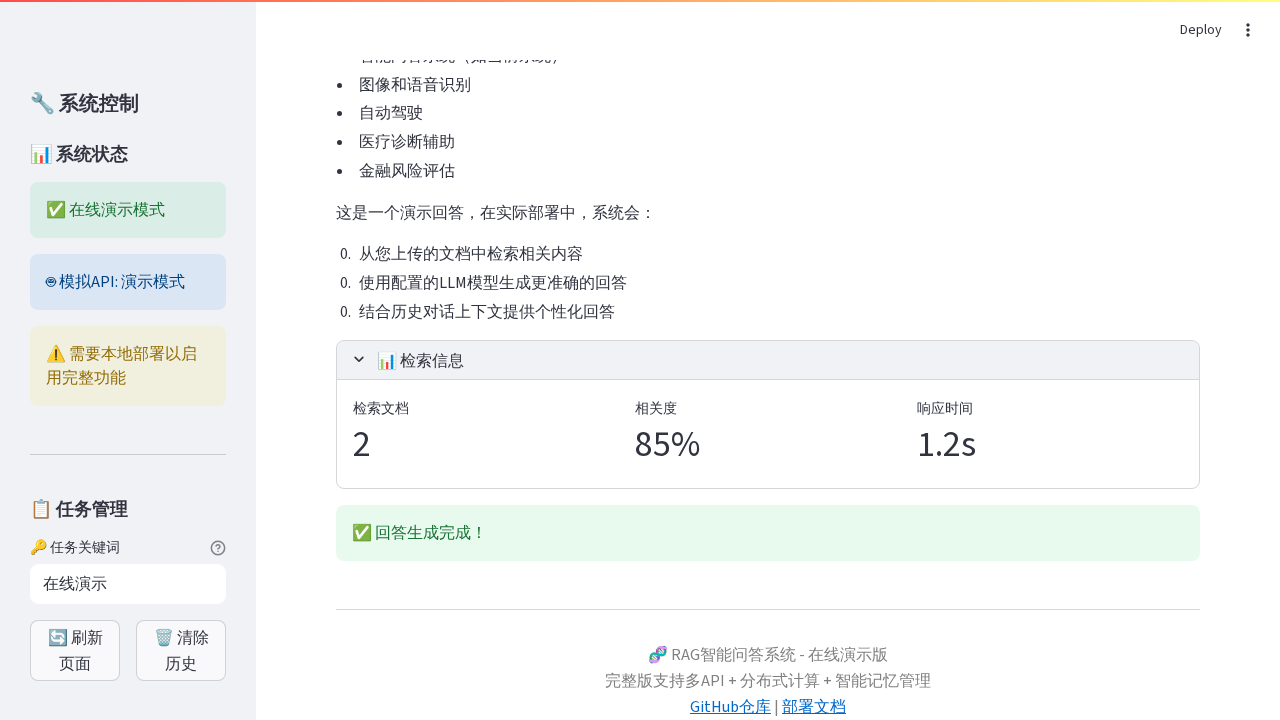 Deploy
🔧 系统控制
📊 系统状态
✅ 在线演示模式
模拟API: 演示模式
⚠️ 需要本地部署以启
用完整功能
📋 任务管理
🔑 任务关键词
在线演示
🔄 刷新
页面
🗑️ 清除
历史
• 图像和语音识别
• 自动驾驶
• 医疗诊断辅助
• 金融风险评估
这是一个演示回答，在实际部署中，系统会：
0. 从您上传的文档中检索相关内容
0. 使用配置的LLM模型生成更准确的回答
0. 结合历史对话上下文提供个性化回答
📊 检索信息
检索文档
2
相关度
85%
响应时间
1.2s
✅ 回答生成完成！
🧬 RAG智能问答系统 - 在线演示版
完整版支持多API + 分布式计算 + 智能记忆管理
GitHub仓库 | 部署文档